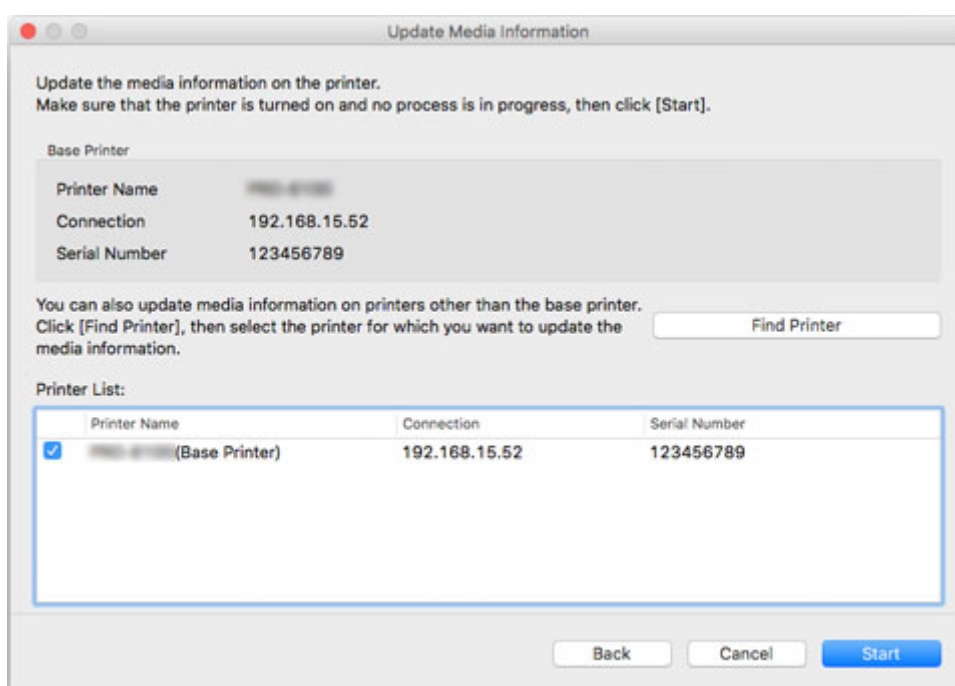 Update Media Information
Update the media information on the printer.
Make sure that the printer is turned on and no process is in progress, then click [Start].
Base Printer
Printer Name
Connection 192.168.15.52
Serial Number 123456789
You can also update media information on printers other than the base printer.
Click [Find Printer], then select the printer for which you want to update the
media information.
Find Printer
Printer List:
Printer Name Connection Serial Number
(Base Printer) 192.168.15.52 123456789
Back Cancel Start